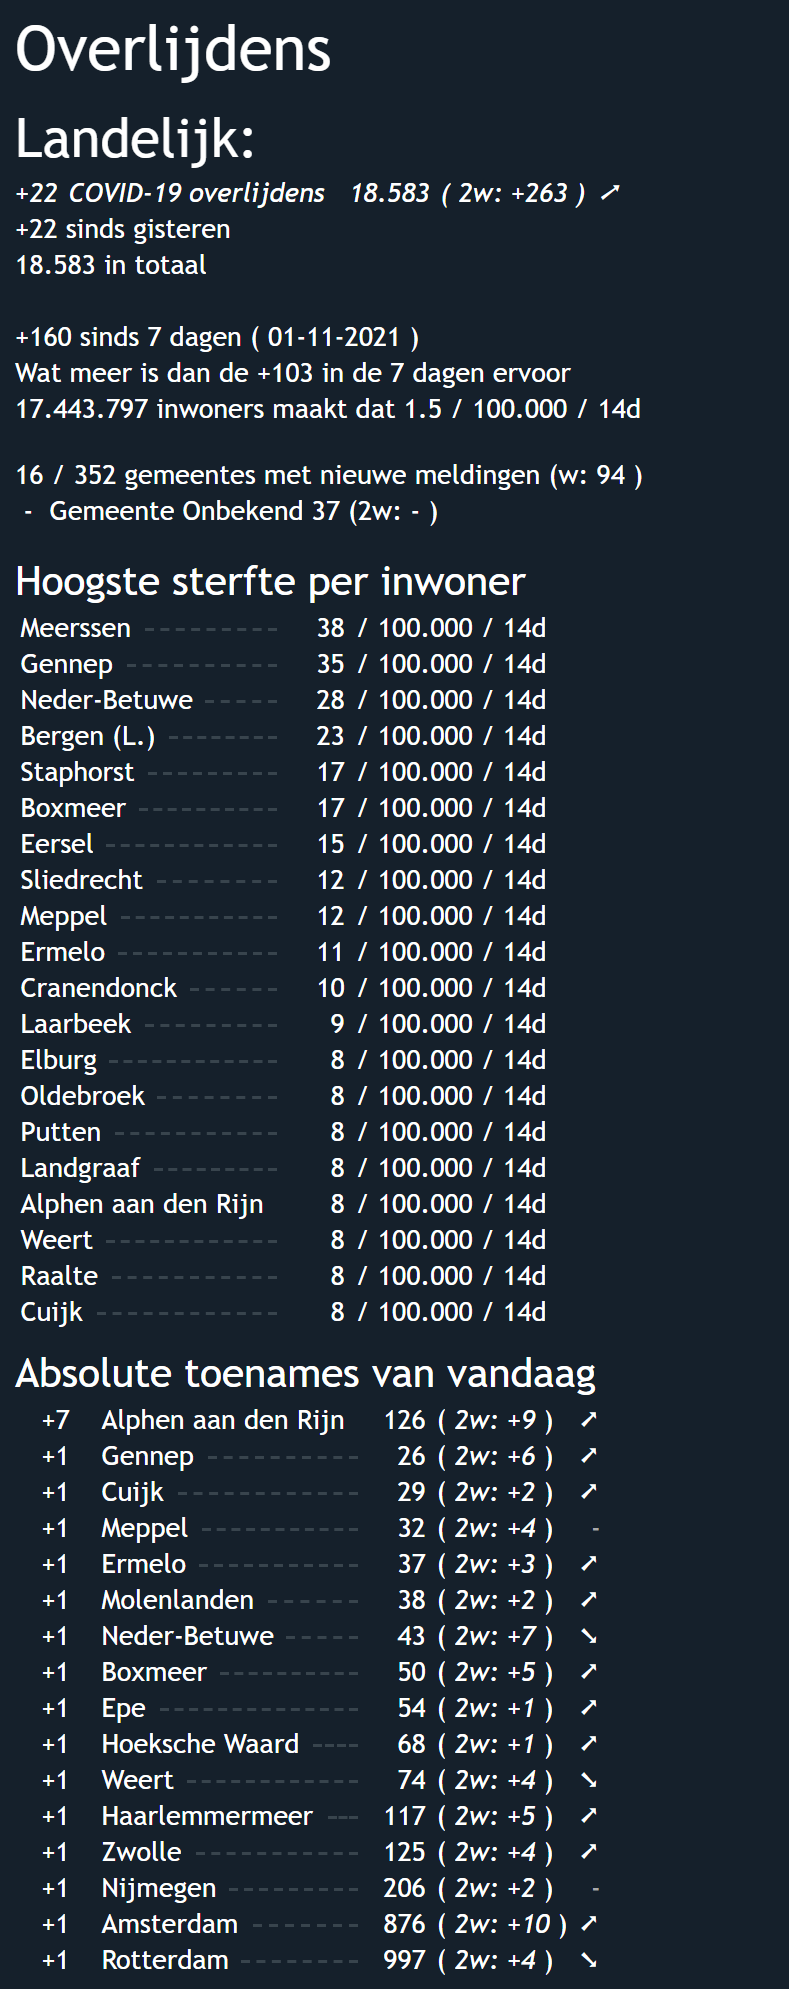 Overlijdens
Landelijk:
+22 COVID-19 overlijdens 18.583 ( 2w: +263 ) ➚
+22 sinds gisteren
18.583 in totaal
+160 sinds 7 dagen ( 01-11-2021 )
Wat meer is dan de +103 in de 7 dagen ervoor
17.443.797 inwoners maakt dat 1.5 / 100.000 / 14d
16 / 352 gemeentes met nieuwe meldingen (w: 94 )
- Gemeente Onbekend 37 (2w: - )
Hoogste sterfte per inwoner
Meerssen --------- 38 / 100.000 / 14d
Gennep ---------- 35 / 100.000 / 14d
Neder-Betuwe ----- 28 / 100.000 / 14d
Bergen (L.) -------- 23 / 100.000 / 14d
Staphorst --------- 17 / 100.000 / 14d
Boxmeer ---------- 17 / 100.000 / 14d
Eersel ------------ 15 / 100.000 / 14d
Sliedrecht -------- 12 / 100.000 / 14d
Meppel ----------- 12 / 100.000 / 14d
Ermelo ----------- 11 / 100.000 / 14d
Cranendonck ------ 10 / 100.000 / 14d
Laarbeek --------- 9 / 100.000 / 14d
Elburg ------------ 8 / 100.000 / 14d
Oldebroek -------- 8 / 100.000 / 14d
Putten ----------- 8 / 100.000 / 14d
Landgraaf --------- 8 / 100.000 / 14d
Alphen aan den Rijn 8 / 100.000 / 14d
Weert ------------ 8 / 100.000 / 14d
Raalte ----------- 8 / 100.000 / 14d
Cuijk ------------- 8 / 100.000 / 14d
Absolute toenames van vandaag
+7 Alphen aan den Rijn 126 ( 2w: +9 ) ➚
+1 Gennep ---------- 26 ( 2w: +6 ) ➚
+1 Cuijk ------------ 29 ( 2w: +2 ) ➚
+1 Meppel ----------- 32 ( 2w: +4 ) -
+1 Ermelo ----------- 37 ( 2w: +3 ) ➚
+1 Molenlanden ------ 38 ( 2w: +2 ) ➚
+1 Neder-Betuwe ----- 43 ( 2w: +7 ) ➘
+1 Boxmeer ---------- 50 ( 2w: +5 ) ➚
+1 Epe -------------- 54 ( 2w: +1 ) ➚
+1 Hoeksche Waard ---- 68 ( 2w: +1 ) ➚
+1 Weert ------------ 74 ( 2w: +4 ) ➘
+1 Haarlemmermeer --- 117 ( 2w: +5 ) ➚
+1 Zwolle ----------- 125 ( 2w: +4 ) ➚
+1 Nijmegen --------- 206 ( 2w: +2 ) -
+1 Amsterdam ------- 876 ( 2w: +10 ) ➚
+1 Rotterdam -------- 997 ( 2w: +4 ) ➘